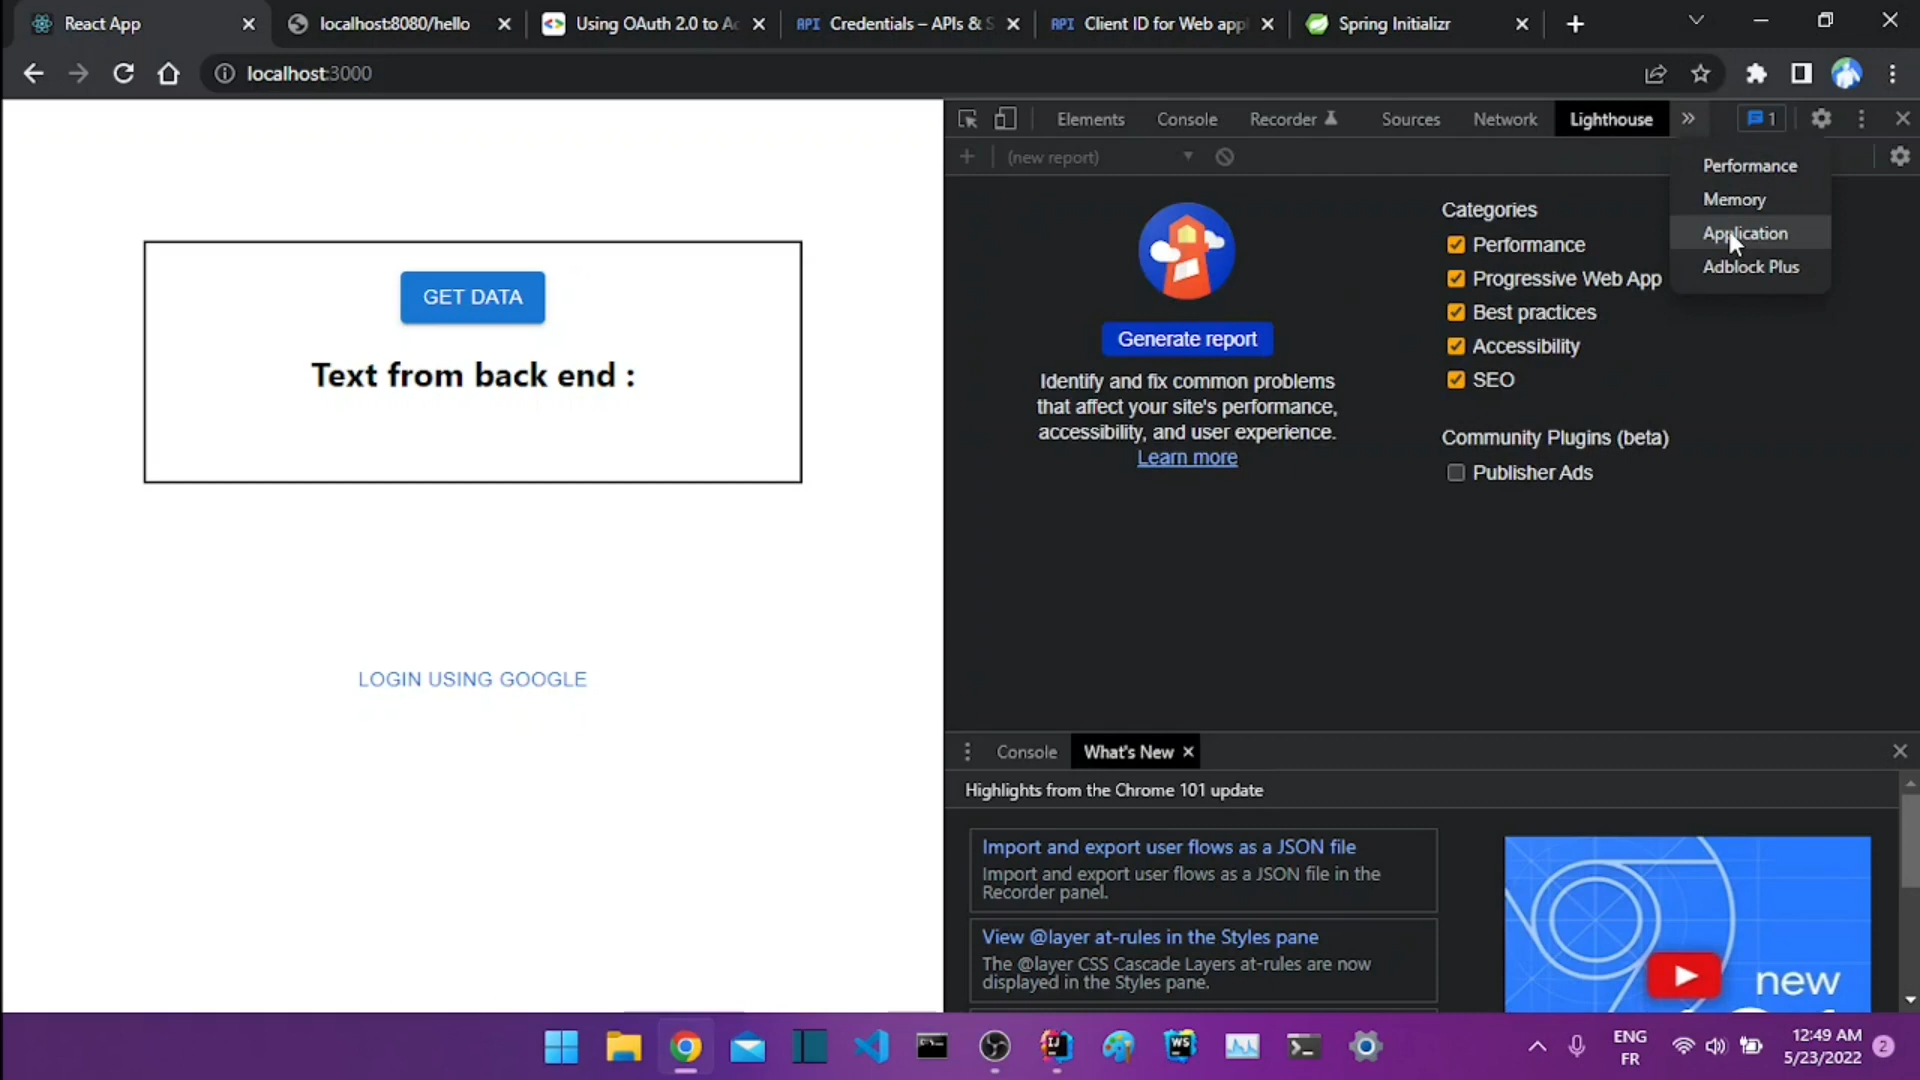 React App
localhost:8080/hello
Using OAuth 2.0 to Ac
API Credentials – APIs & S
API Client ID for Web appl
Spring Initializr
localhost:3000
GET DATA
Text from back end :
LOGIN USING GOOGLE
Elements
Console
Recorder
Sources
Network
Lighthouse
»
1
(new report)
Performance
Memory
Application
Adblock Plus
Generate report
Identify and fix common problems
that affect your site's performance,
accessibility, and user experience.
Learn more
Categories
Performance
Progressive Web App
Best practices
Accessibility
SEO
Community Plugins (beta)
Publisher Ads
Console
What's New
Highlights from the Chrome 101 update
Import and export user flows as a JSON file
Import and export user flows as a JSON file in the
Recorder panel.
View @layer at-rules in the Styles pane
The @layer CSS Cascade Layers at-rules are now
displayed in the Styles pane.
new
IJ
WS
ENG
FR
12:49 AM
5/23/2022
2